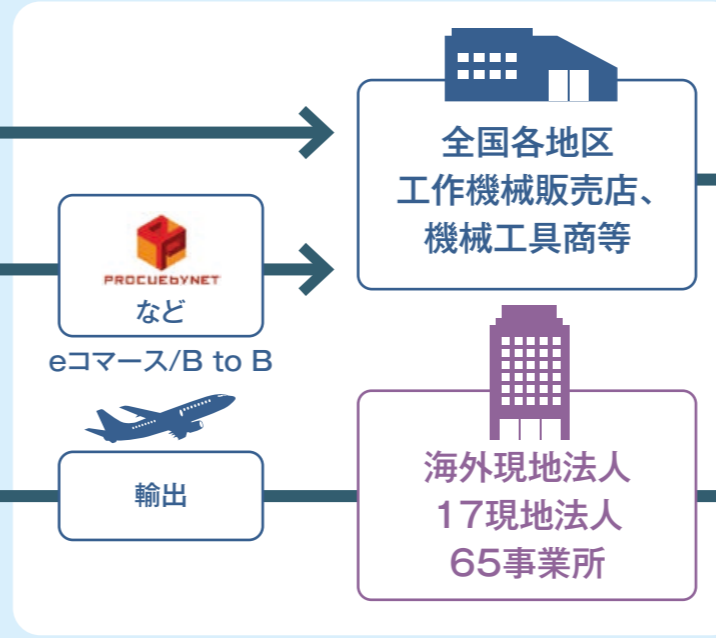 全国各地区
工作機械販売店、
機械工具商等
PROCUEbYNET
など
eコマース/B to B
輸出
海外現地法人
17現地法人
65事業所